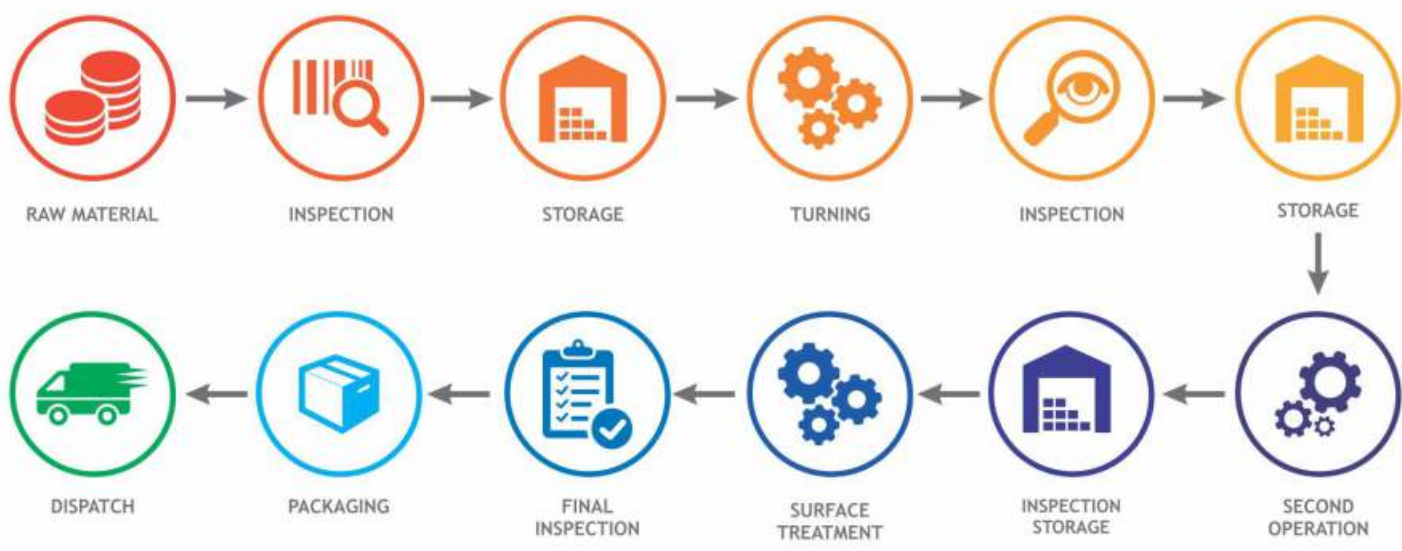 RAW MATERIAL
INSPECTION
STORAGE
TURNING
INSPECTION
STORAGE
DISPATCH
PACKAGING
FINAL
INSPECTION
SURFACE
TREATMENT
INSPECTION
STORAGE
SECOND
OPERATION